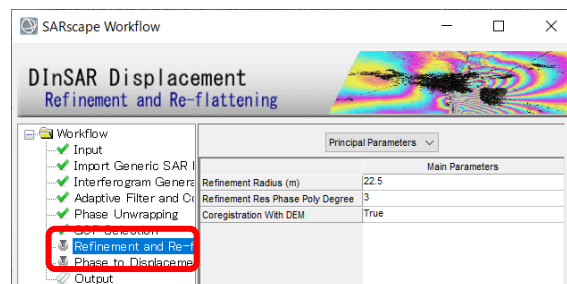 SARscape Workflow
DInSAR Displacement
Refinement and Re-flattening
Workflow
Input
Import Generic SAR
Interferogram Genera
Adaptive Filter and
Phase Unwrapping
GCP Selection
Refinement and Re-f
Phase to Displaceme
Output
Principal Parameters
Main Parameters
Refinement Radius (m) 22.5
Refinement Res Phase Poly Degree 3
Coregistration With DEM True